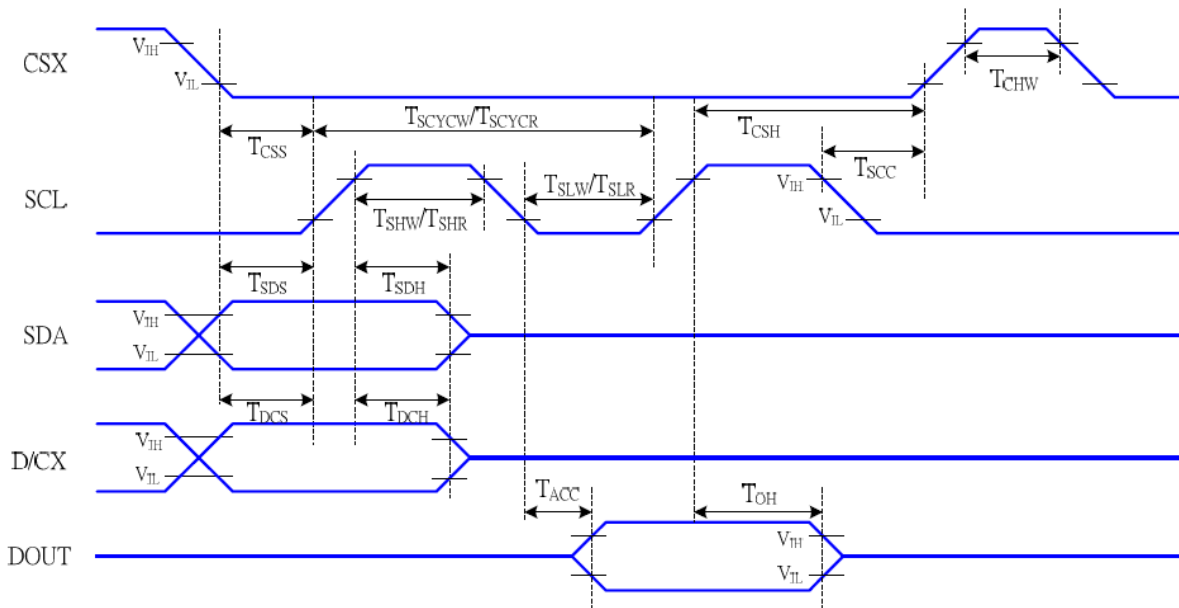 CSX
VIH
VIL
TCHW
TSCYCW/TSCYCR
TCSH
TCSS
TSCC
SCL
TSLW/TSLR
VIH
VIL
TSHW/TSHR
TSDS
TSDH
SDA
VIH
VIL
TDCS
TDCH
D/CX
VIH
VIL
TACC
TOH
DOUT
VIH
VIL